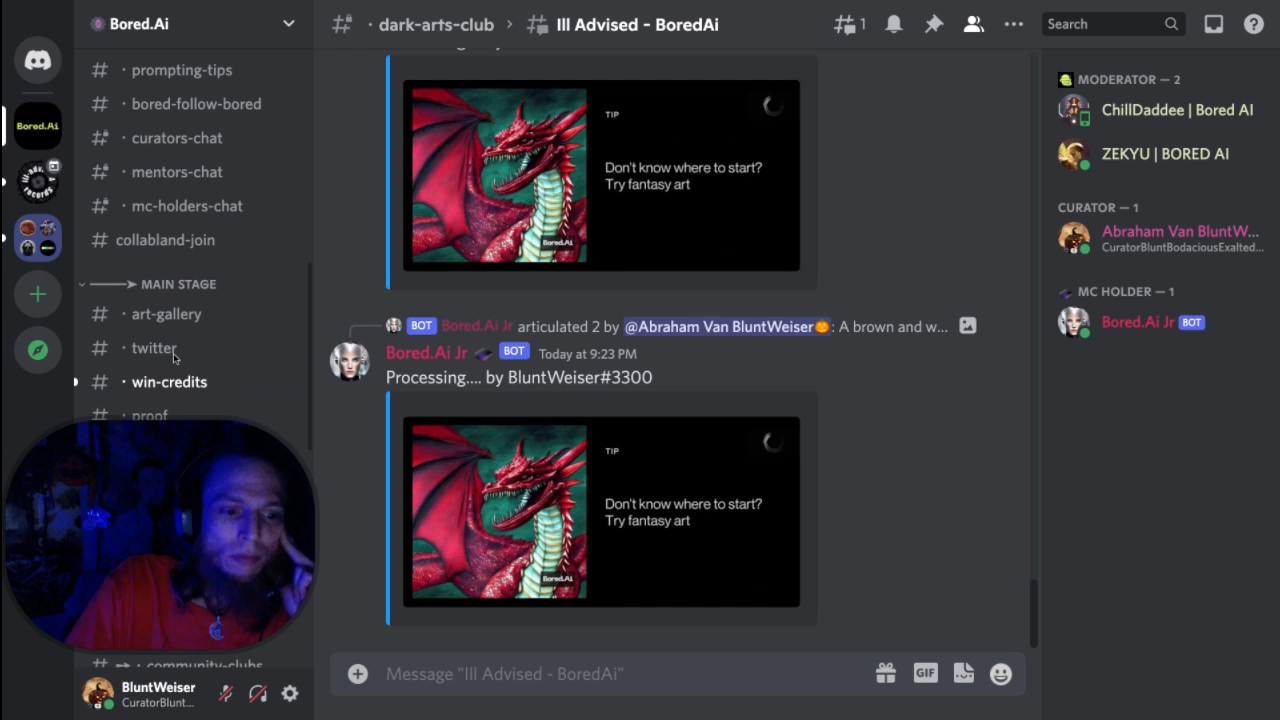 Bored.Ai
· prompting-tips
· bored-follow-bored
· curators-chat
· mentors-chat
· mc-holders-chat
collabland-join
MAIN STAGE
art-gallery
twitter
· win-credits
· proof
· community-clubs
BluntWeiser
CuratorBlunt...
Bored.Ai
· dark-arts-club > Ill Advised - BoredAi
1
Search
TIP
Don't know where to start?
Try fantasy art
Bored.Ai
BOT Bored.Ai Jr articulated 2 by @Abraham Van BluntWeiser🎃: A brown and w...
Bored.Ai Jr BOT Today at 9:23 PM
Processing.... by BluntWeiser#3300
TIP
Don't know where to start?
Try fantasy art
Bored.Ai
Message "Ill Advised - BoredAi"
GIF
MODERATOR — 2
ChillDaddee | Bored AI
ZEKYU | BORED AI
CURATOR — 1
Abraham Van BluntW...
CuratorBluntBodaciousExalted...
MC HOLDER — 1
Bored.Ai Jr BOT